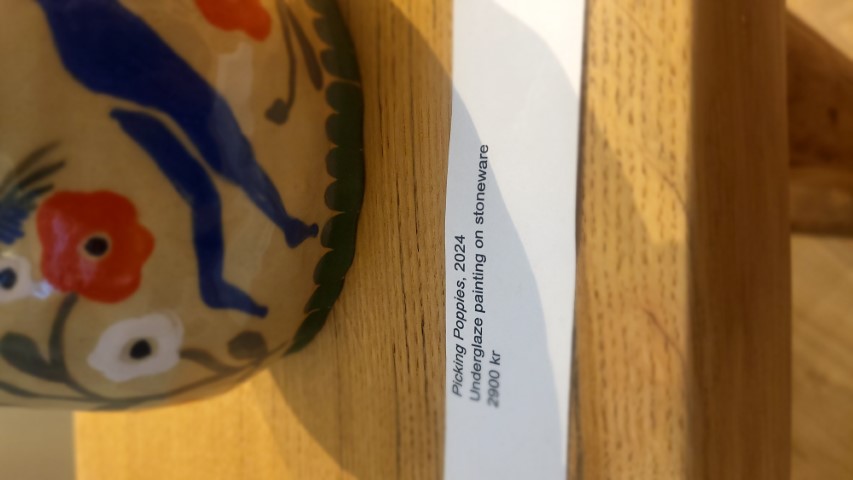 Picking Poppies, 2024
Underglaze painting on stoneware
2900 kr